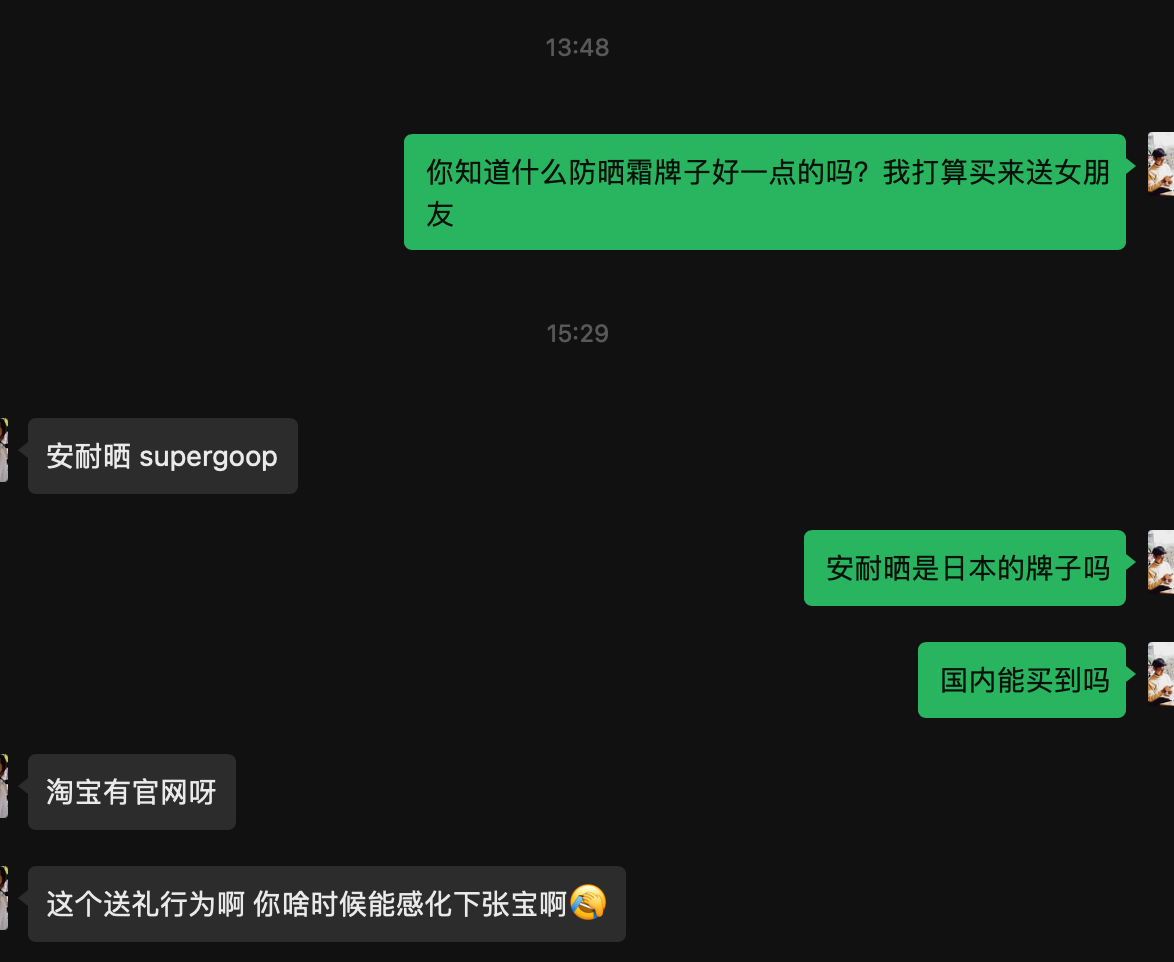 13:48
你知道什么防晒霜牌子好一点的吗？我打算买来送女朋
友
15:29
安耐晒 supergoop
安耐晒是日本的牌子吗
国内能买到吗
淘宝有官网呀
这个送礼行为啊 你啥时候能感化下张宝啊🤣